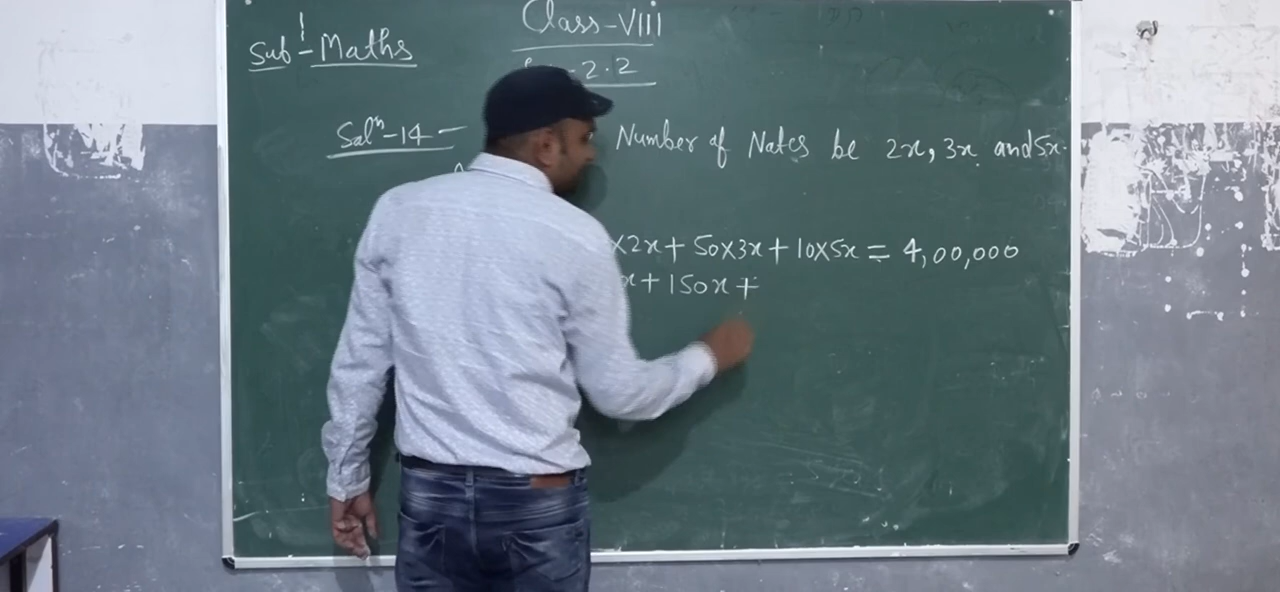 Class-VIII
Sub-Maths
2.2
Solⁿ-14-
Number of Notes be 2x, 3x and 5x.
x2x+50x3x+10x5x=4,00,000
x+150x+